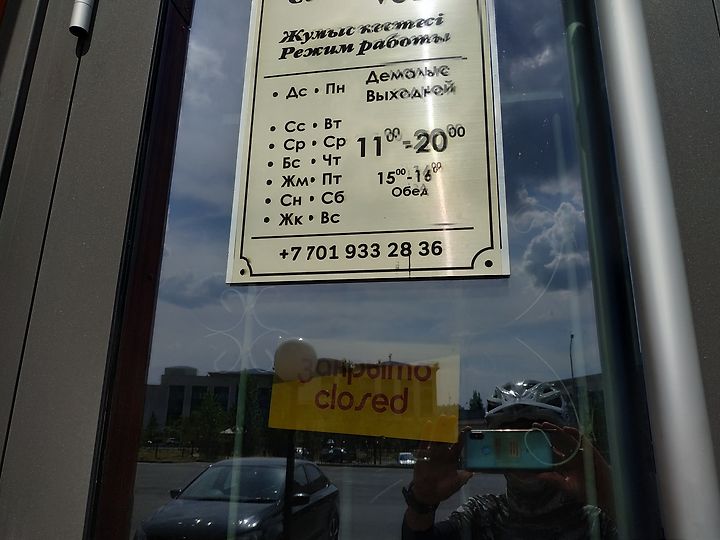 Жұмыс кестесі
Режим работы
• Дс • Пн Демалыс
Выходной
• Сс • Вт
• Ср • Ср 11⁰⁰-20⁰⁰
• Бс • Чт
• Жм • Пт 15⁰⁰-16⁰⁰
• Сн • Сб Обед
• Жк • Вс
+7 701 933 28 36
Закрыто
closed